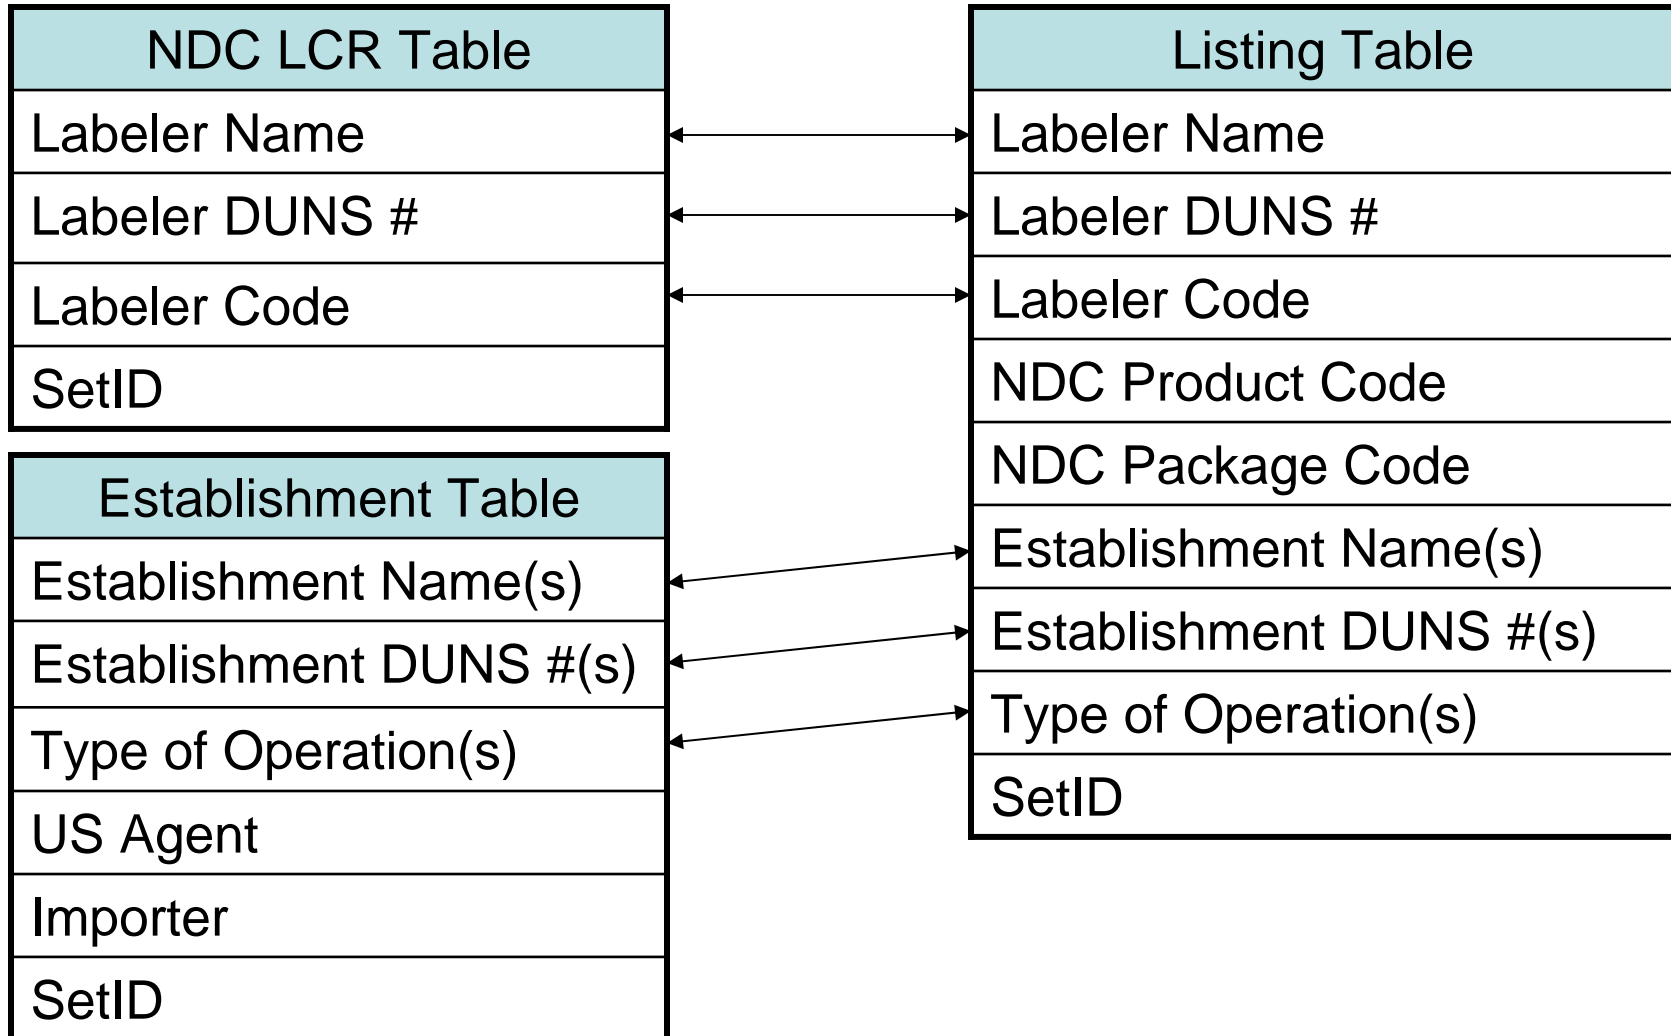 NDC LCR Table
Labeler Name
Labeler DUNS #
Labeler Code
SetID
Establishment Table
Establishment Name(s)
Establishment DUNS #(s)
Type of Operation(s)
US Agent
Importer
SetID
Listing Table
Labeler Name
Labeler DUNS #
Labeler Code
NDC Product Code
NDC Package Code
Establishment Name(s)
Establishment DUNS #(s)
Type of Operation(s)
SetID